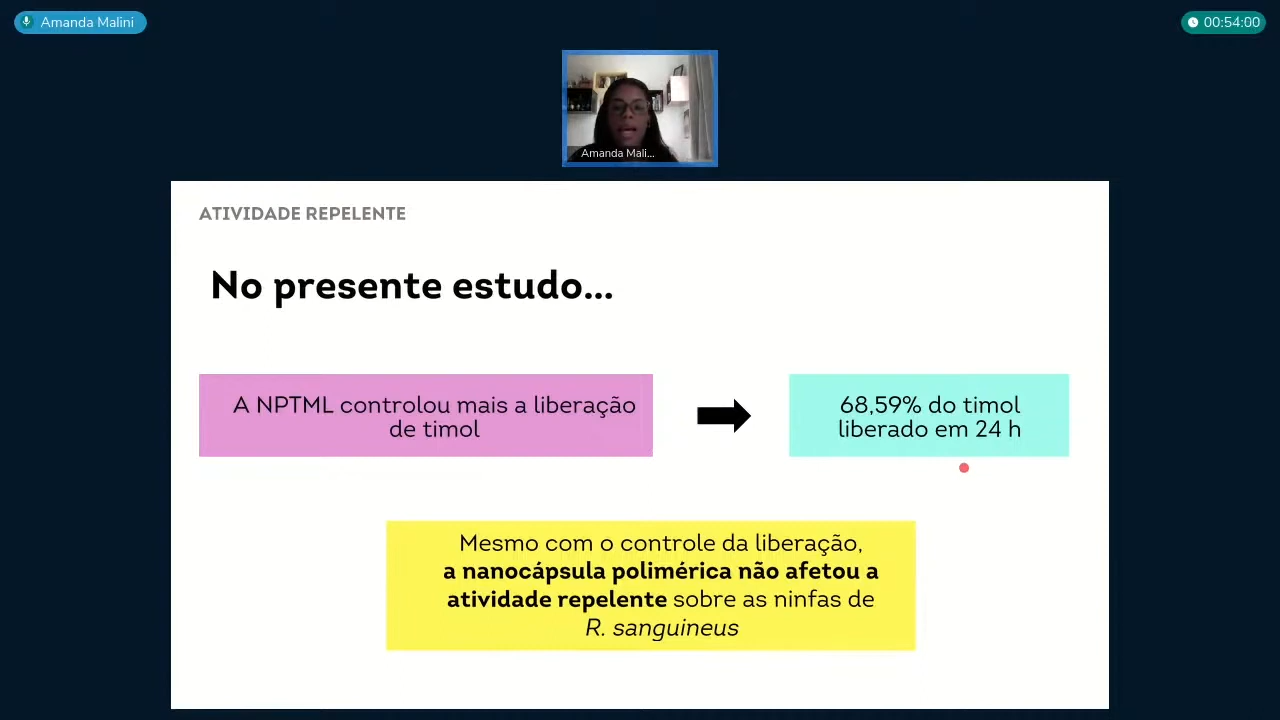 Amanda Malini
00:54:00
Amanda Mali...
ATIVIDADE REPELENTE
No presente estudo...
A NPTML controlou mais a liberação
de timol
68,59% do timol
liberado em 24 h
Mesmo com o controle da liberação,
a nanocápsula polimérica não afetou a
atividade repelente sobre as ninfas de
R. sanguineus